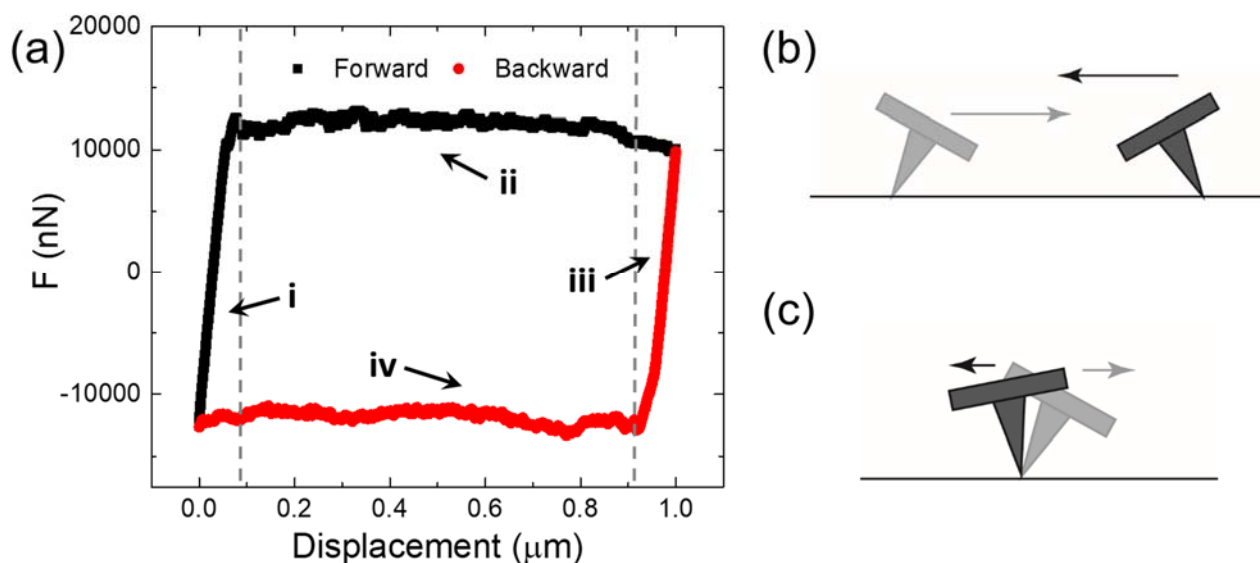 (a)
20000
10000
0
-10000
F (nN)
Forward Backward
i
ii
iii
iv
0.0 0.2 0.4 0.6 0.8 1.0
Displacement (μm)
(b)
(c)